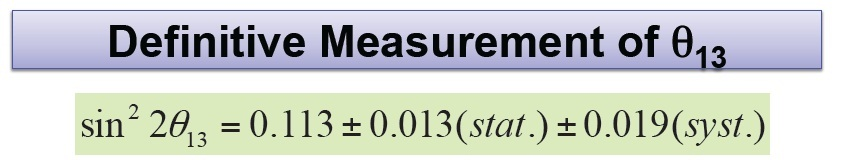 Definitive Measurement of θ₁₃
sin² 2θ₁₃ = 0.113 ± 0.013(stat.) ± 0.019(syst.)